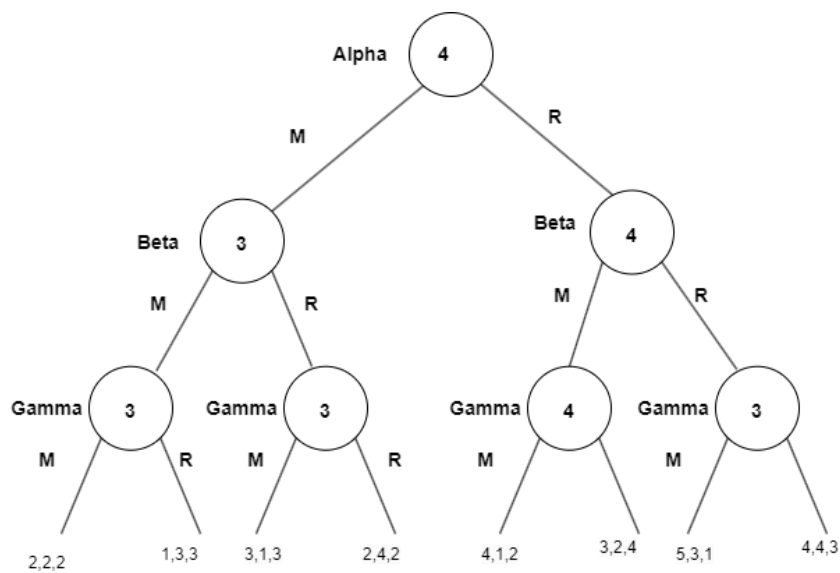 Alpha 4
M R
Beta 3 Beta 4
M R M R
Gamma 3 Gamma 3 Gamma 4 Gamma 3
M R M R M M
2,2,2 1,3,3 3,1,3 2,4,2 4,1,2 3,2,4 5,3,1 4,4,3